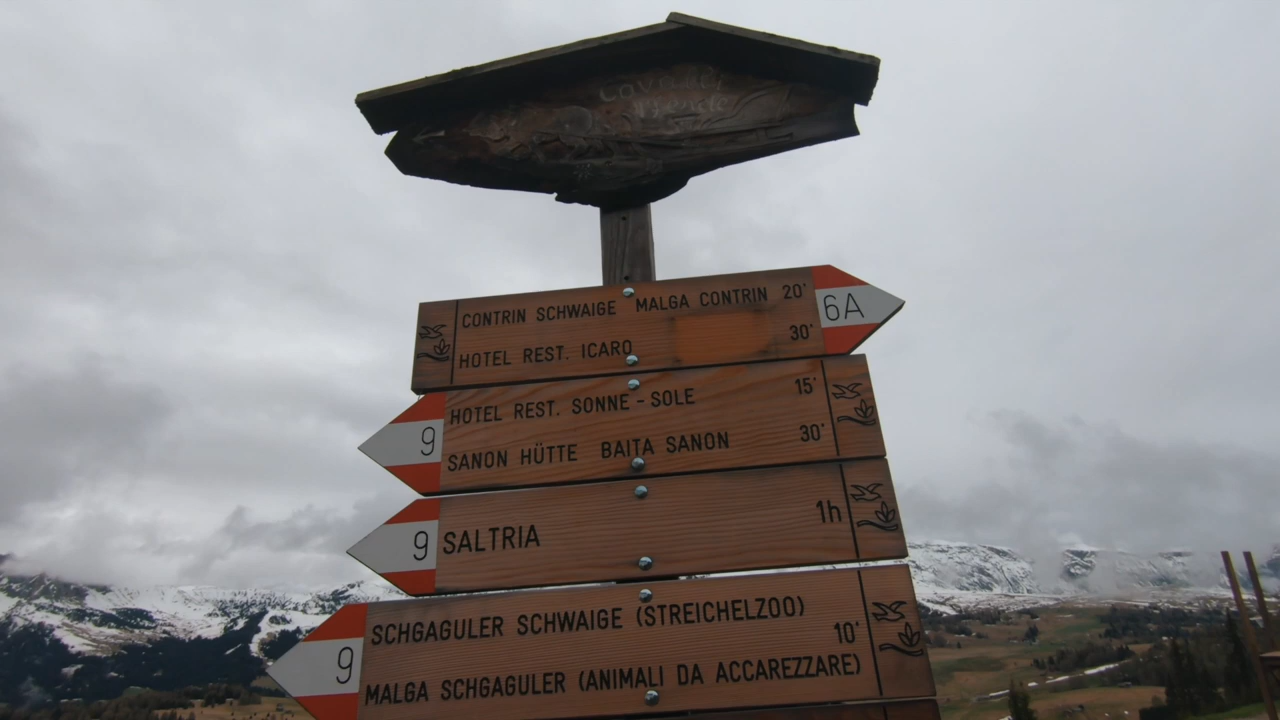 CONTRIN SCHWAIGE MALGA CONTRIN 20'
6A
HOTEL REST. ICARO 30'
HOTEL REST. SONNE - SOLE 15'
9
SANON HÜTTE BAITA SANON 30'
9 SALTRIA 1h
SCHGAGULER SCHWAIGE (STREICHELZOO)
9 10'
MALGA SCHGAGULER (ANIMALI DA ACCAREZZARE)